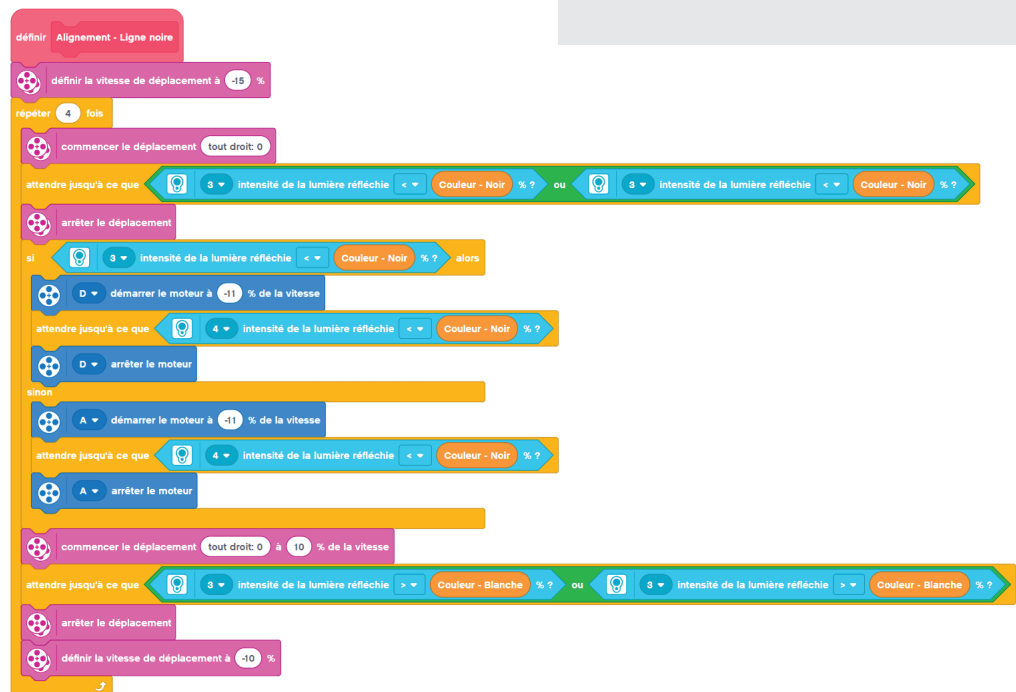 définir Alignement - Ligne noire
définir la vitesse de déplacement à -15 %
répéter 4 fois
commencer le déplacement tout droit: 0
attendre jusqu'à ce que 3 intensité de la lumière réfléchie < Couleur - Noir % ? ou 3 intensité de la lumière réfléchie < Couleur - Noir % ?
arrêter le déplacement
si 3 intensité de la lumière réfléchie < Couleur - Noir % ? alors
D démarrer le moteur à -11 % de la vitesse
attendre jusqu'à ce que 4 intensité de la lumière réfléchie < Couleur - Noir % ?
D arrêter le moteur
sinon
A démarrer le moteur à -11 % de la vitesse
attendre jusqu'à ce que 4 intensité de la lumière réfléchie < Couleur - Noir % ?
A arrêter le moteur
commencer le déplacement tout droit: 0 à 10 % de la vitesse
attendre jusqu'à ce que 3 intensité de la lumière réfléchie > Couleur - Blanche % ? ou 3 intensité de la lumière réfléchie > Couleur - Blanche % ?
arrêter le déplacement
définir la vitesse de déplacement à -10 %